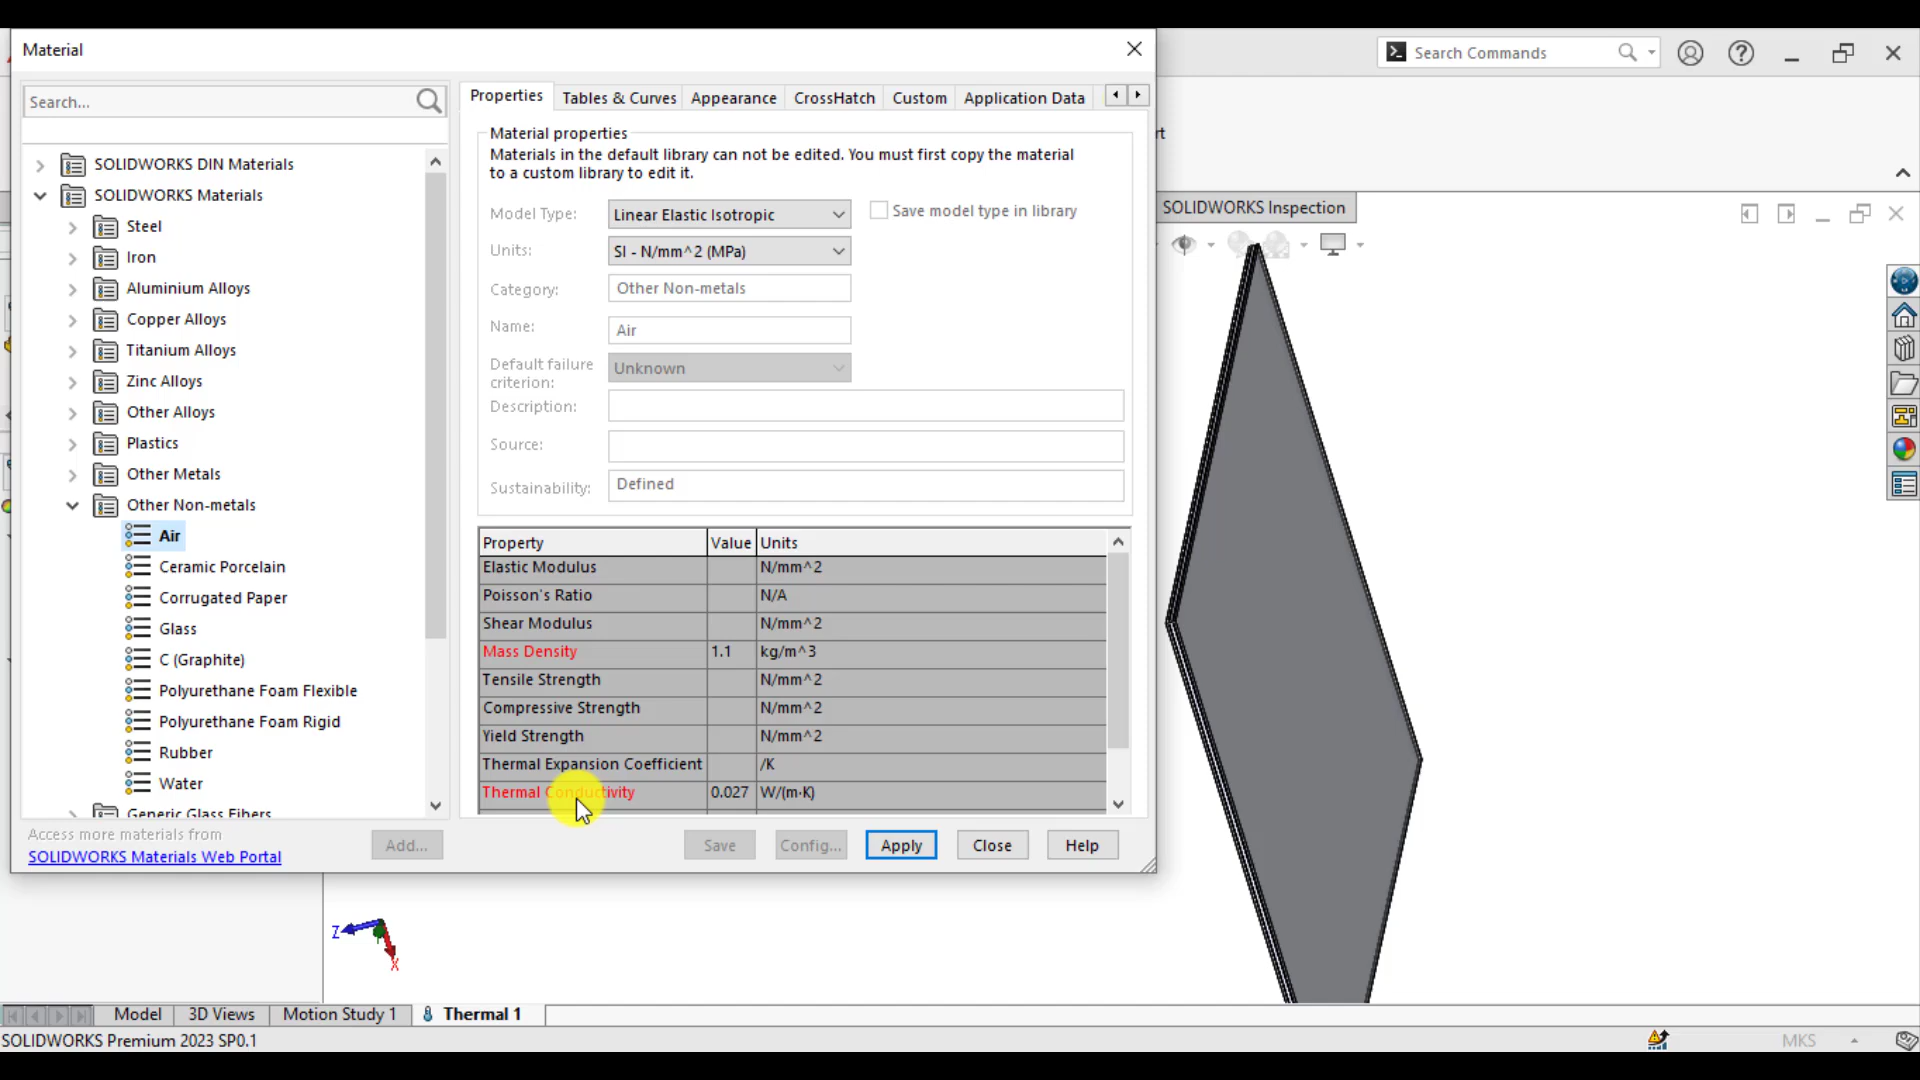 Material
Search...
SOLIDWORKS DIN Materials
SOLIDWORKS Materials
Steel
Iron
Aluminium Alloys
Copper Alloys
Titanium Alloys
Zinc Alloys
Other Alloys
Plastics
Other Metals
Other Non-metals
Air
Ceramic Porcelain
Corrugated Paper
Glass
C (Graphite)
Polyurethane Foam Flexible
Polyurethane Foam Rigid
Rubber
Water
Generic Glass Fibers
Access more materials from
SOLIDWORKS Materials Web Portal
Add...
Properties Tables & Curves Appearance CrossHatch Custom Application Data
Material properties
Materials in the default library can not be edited. You must first copy the material
to a custom library to edit it.
Model Type: Linear Elastic Isotropic Save model type in library
Units: SI - N/mm^2 (MPa)
Category: Other Non-metals
Name: Air
Default failure
criterion: Unknown
Description:
Source:
Sustainability: Defined
Property Value Units
Elastic Modulus N/mm^2
Poisson's Ratio N/A
Shear Modulus N/mm^2
Mass Density 1.1 kg/m^3
Tensile Strength N/mm^2
Compressive Strength N/mm^2
Yield Strength N/mm^2
Thermal Expansion Coefficient /K
Thermal Conductivity 0.027 W/(m·K)
Save Config... Apply Close Help
Search Commands
rt
SOLIDWORKS Inspection
Z
X
Model 3D Views Motion Study 1 Thermal 1
SOLIDWORKS Premium 2023 SP0.1
MKS